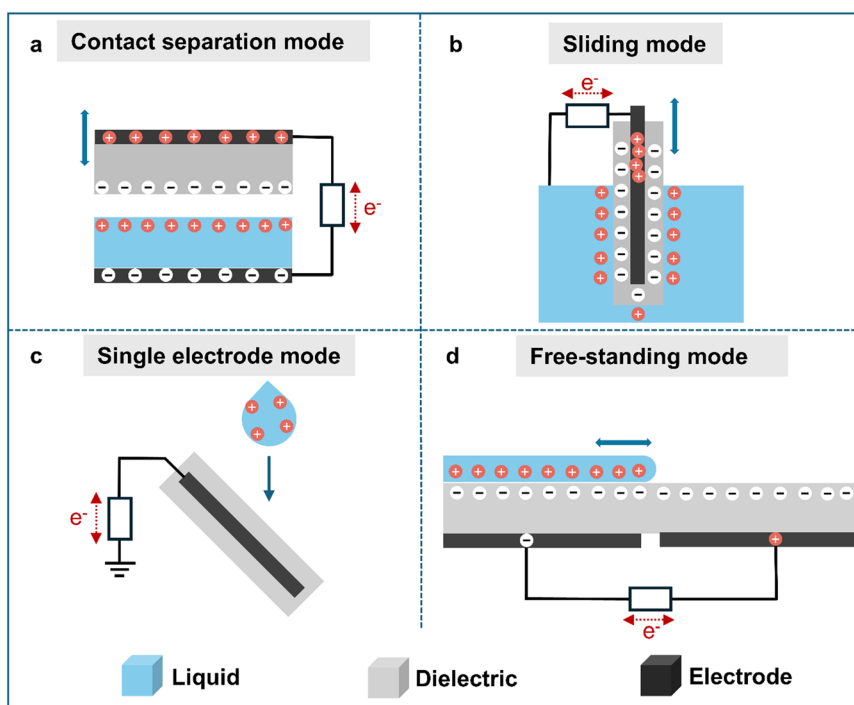 a Contact separation mode
b Sliding mode
e-
e-
c Single electrode mode
d Free-standing mode
e-
e-
Liquid
Dielectric
Electrode